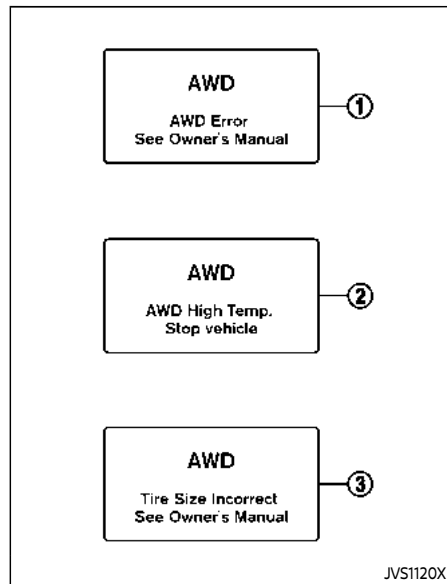 AWD
AWD Error
See Owner's Manual
①
AWD
AWD High Temp.
Stop vehicle
②
AWD
Tire Size Incorrect
See Owner's Manual
③
JVS1120X